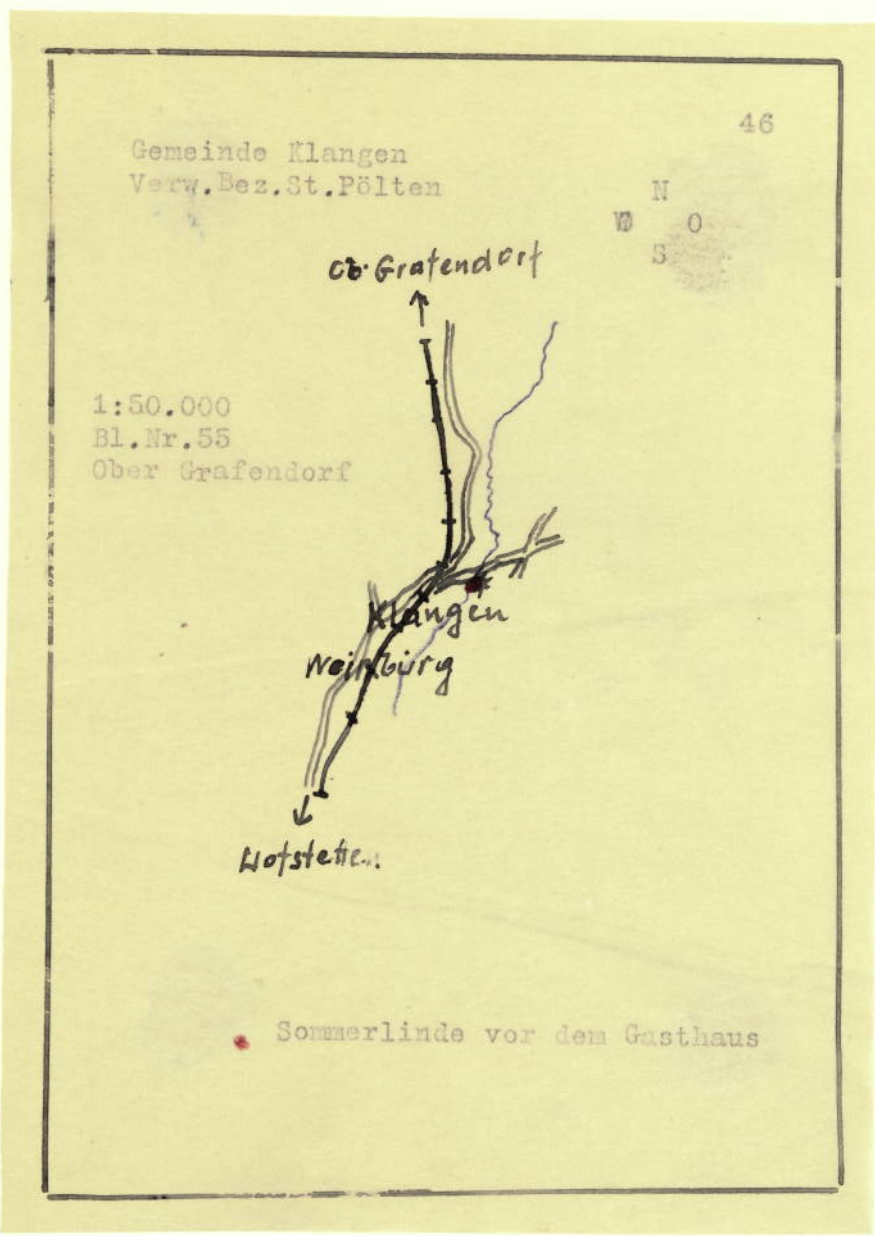 46
Gemeinde Klangen
Verw.Bez.St.Pölten
N
W O
S
Ob. Grafendorf
1:50.000
Bl.Nr.55
Ober Grafendorf
Klangen
Weinburg
Hofstetten
Sommerlinde vor dem Gasthaus